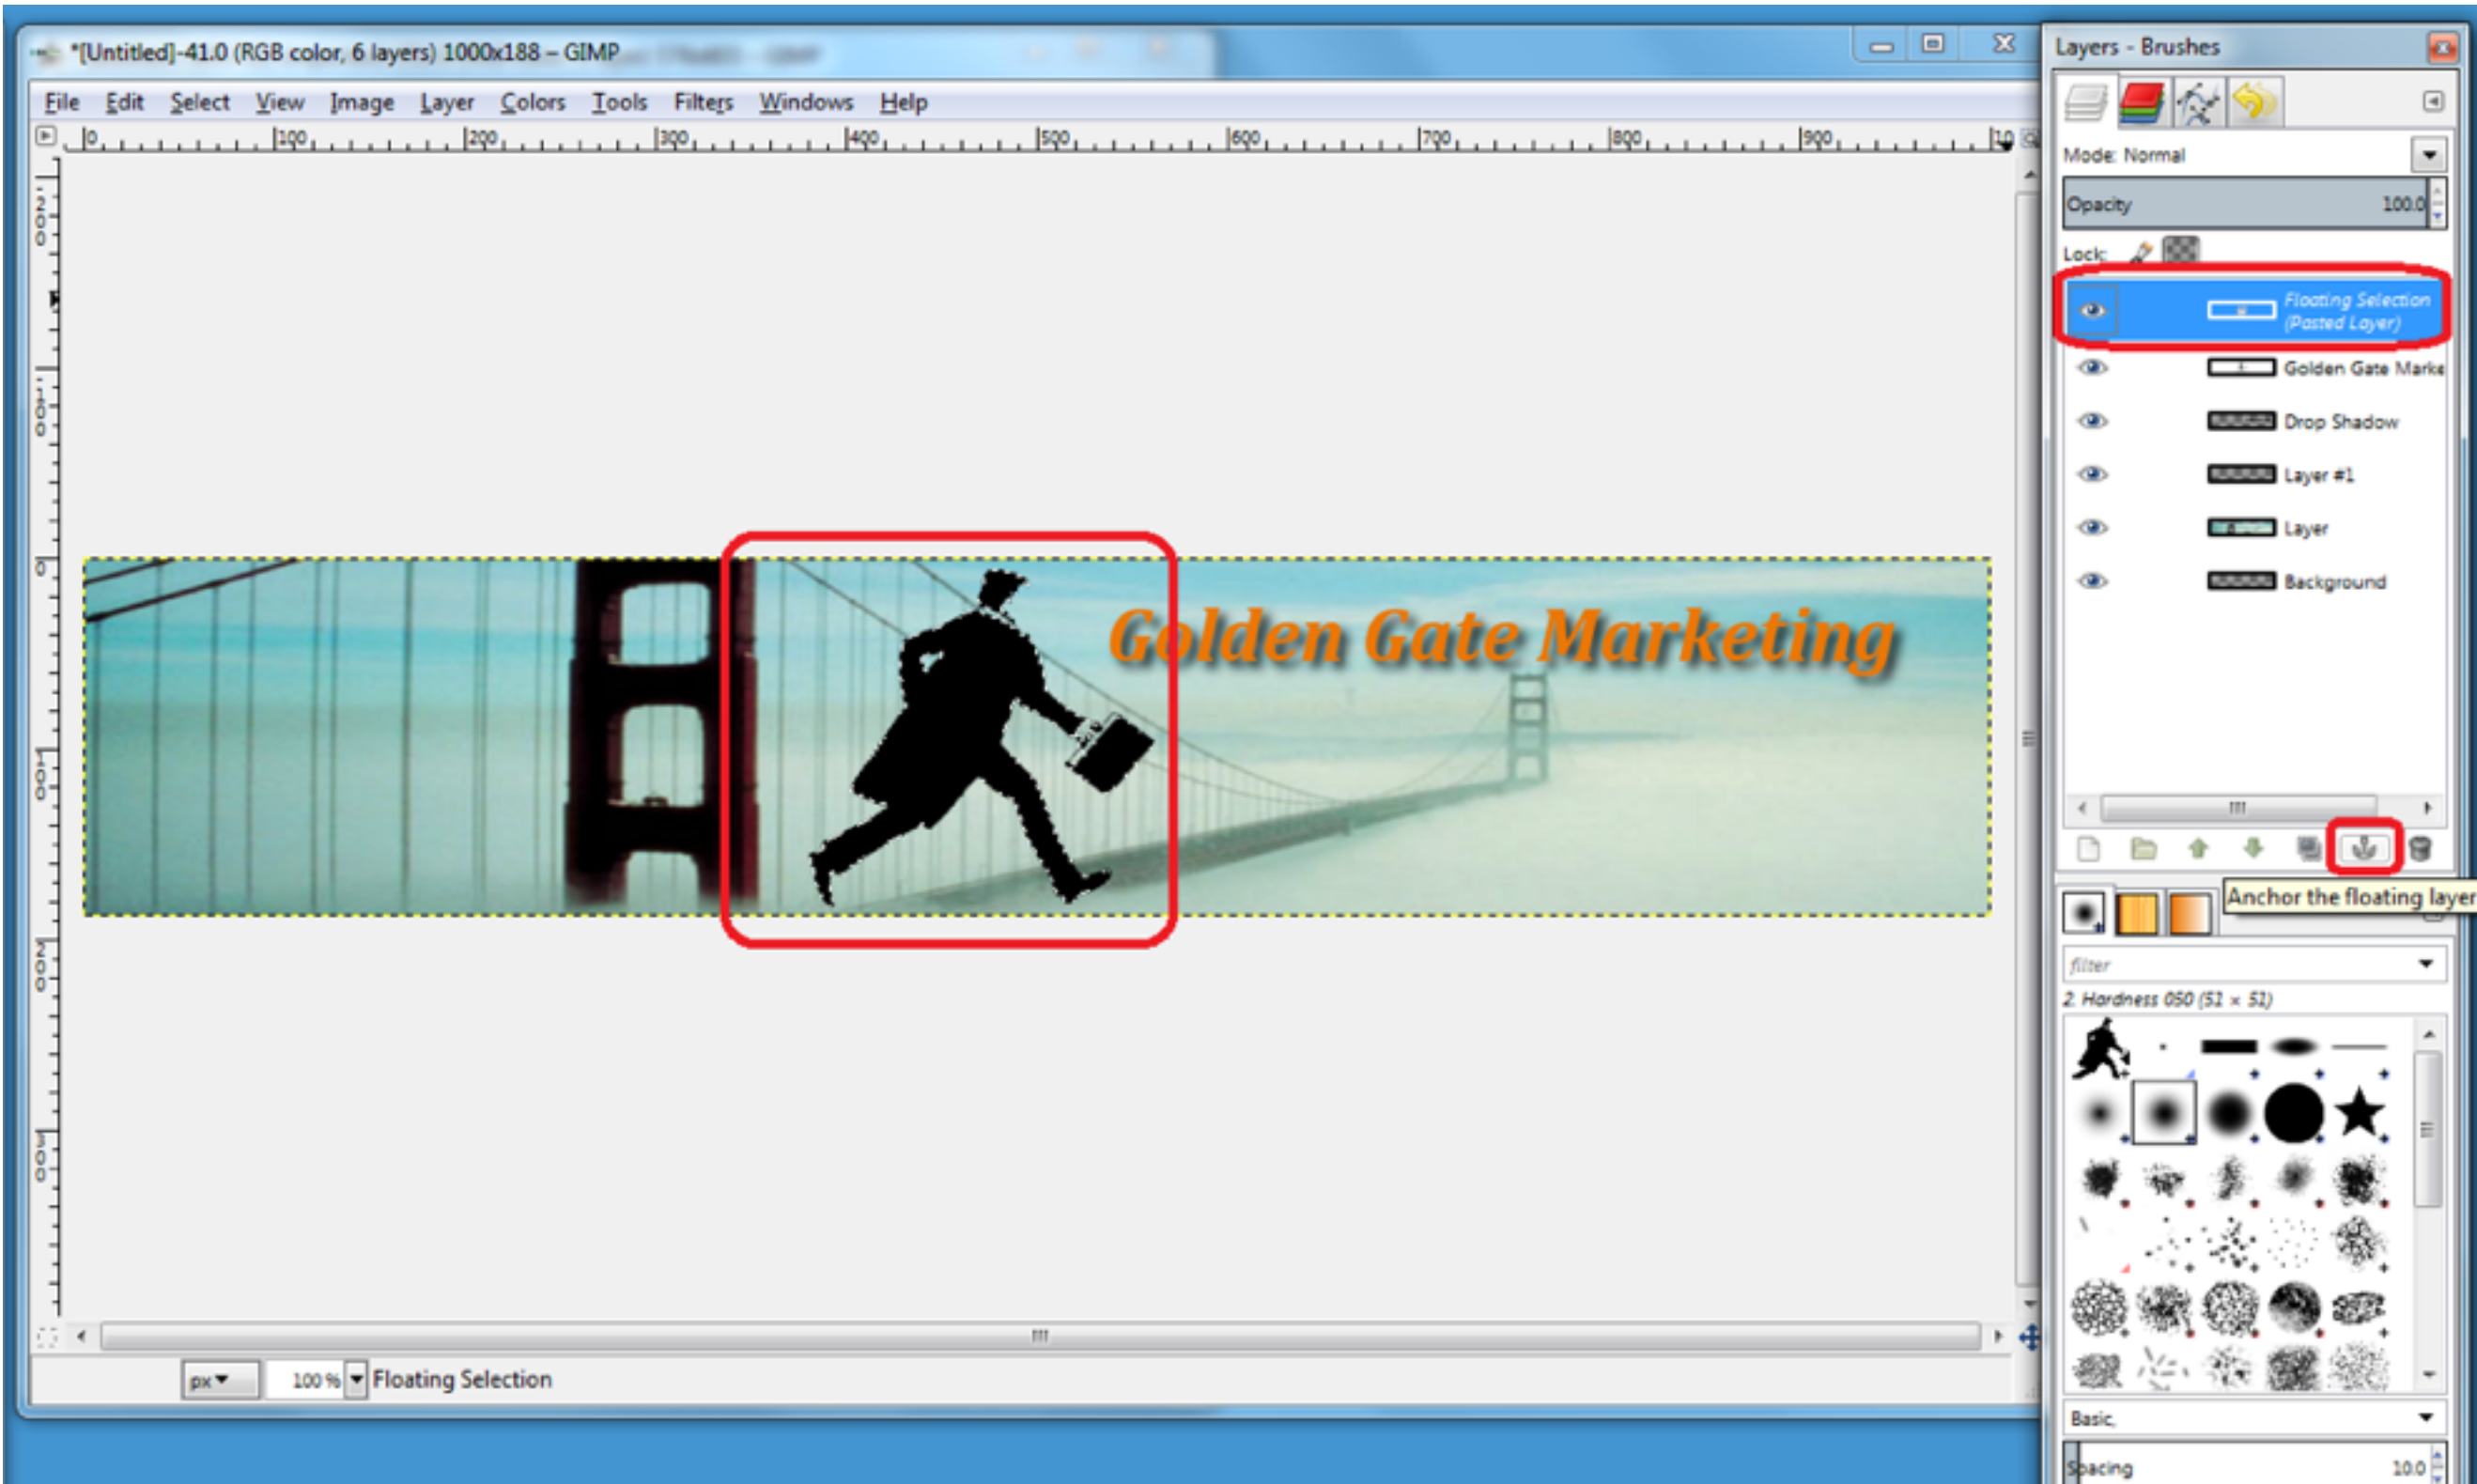 *[Untitled]-41.0 (RGB color, 6 layers) 1000x188 – GIMP
File Edit Select View Image Layer Colors Tools Filters Windows Help
0 100 200 300 400 500 600 700 800 900 10
Golden Gate Marketing
px 100 % Floating Selection
Layers - Brushes
Mode: Normal
Opacity 100.0
Lock:
Floating Selection
(Pasted Layer)
Golden Gate Marke
Drop Shadow
Layer #1
Layer
Background
Anchor the floating layer
filter
2. Hardness 050 (51 × 51)
Basic,
Spacing 10.0